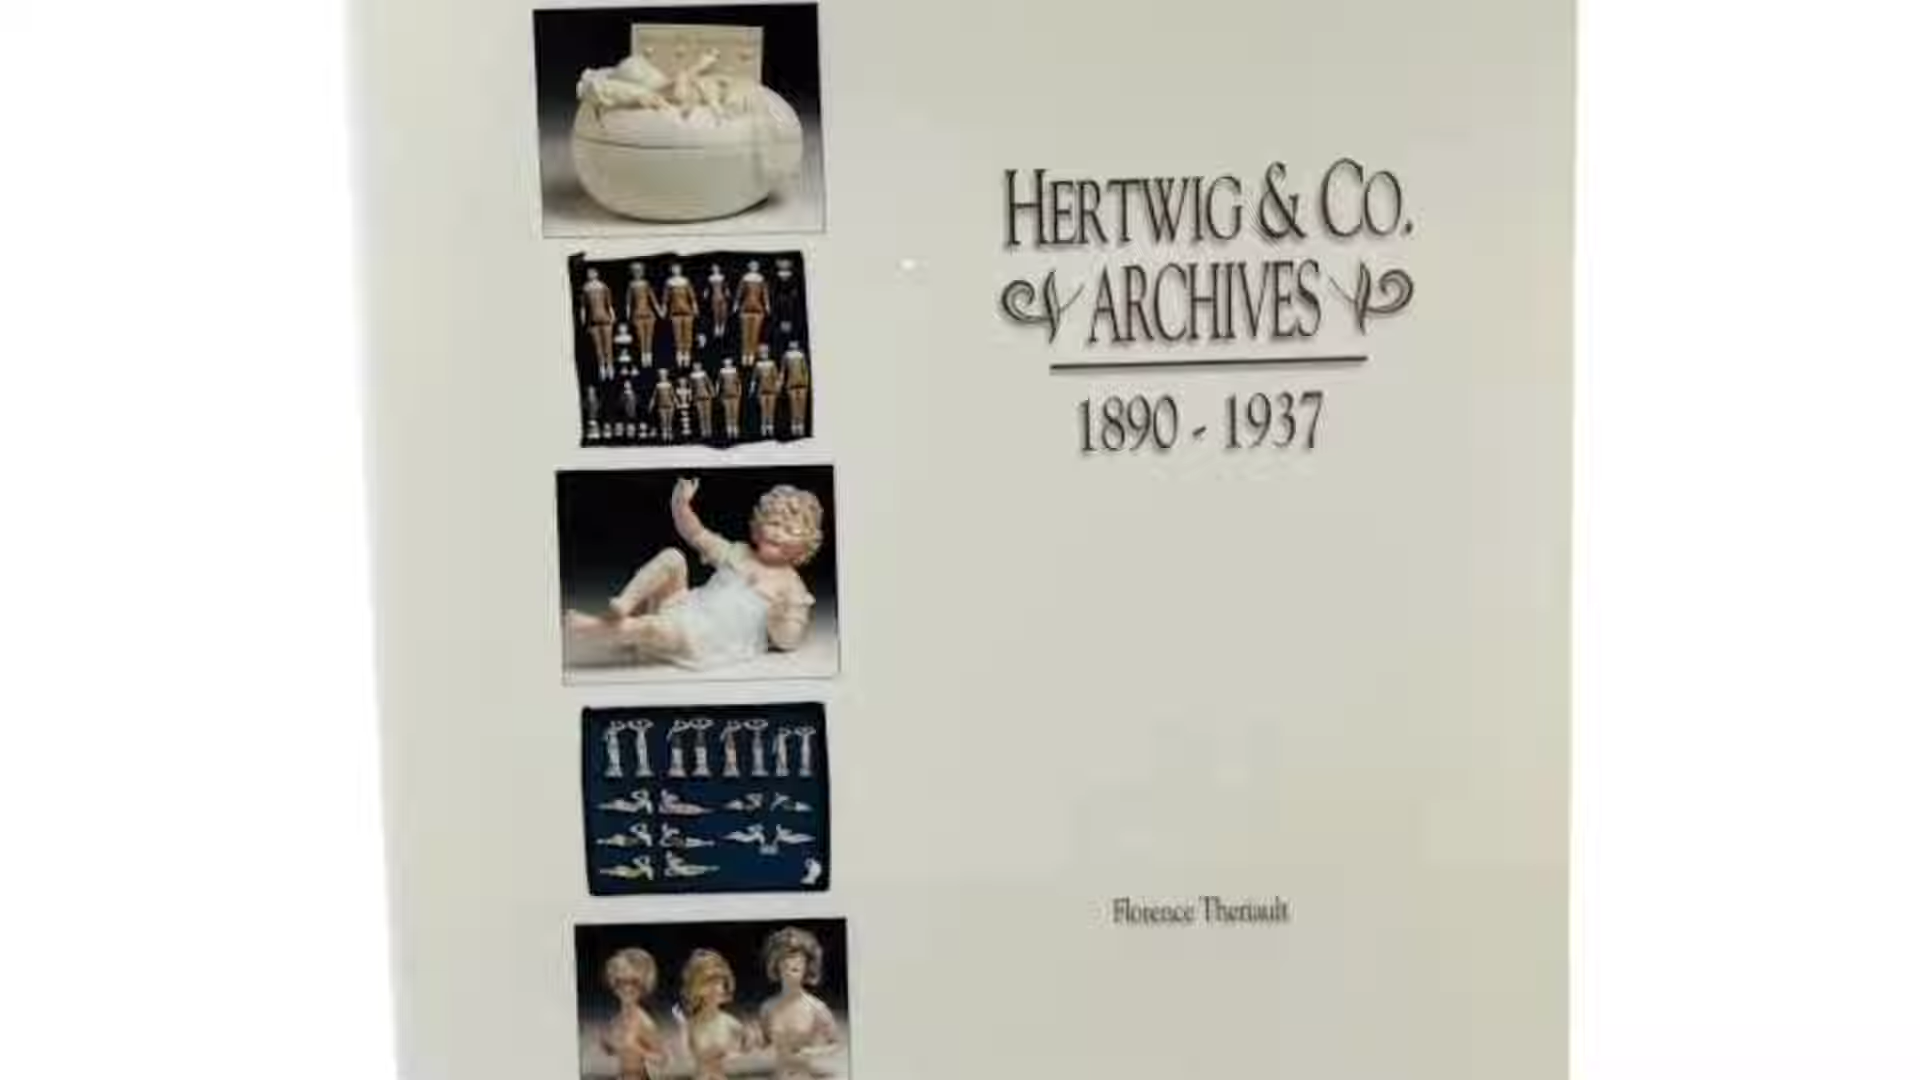 HERTWIG & CO.
ARCHIVES
1890 - 1937
Florence Theriault